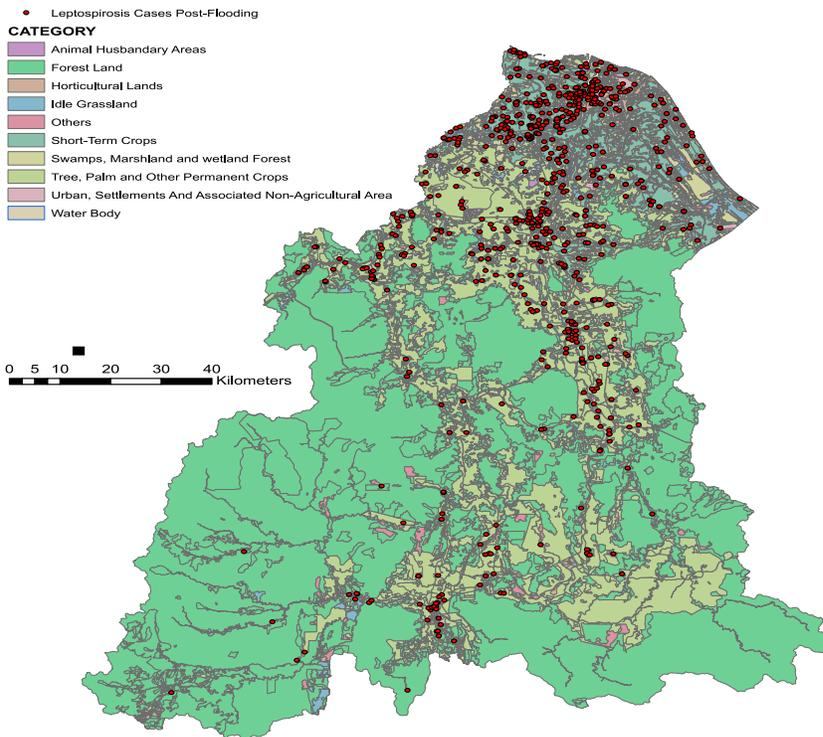 Leptospirosis Cases Post-Flooding
CATEGORY
Animal Husbandary Areas
Forest Land
Horticultural Lands
Idle Grassland
Others
Short-Term Crops
Swamps, Marshland and wetland Forest
Tree, Palm and Other Permanent Crops
Urban, Settlements And Associated Non-Agricultural Area
Water Body
0 5 10 20 30 40
Kilometers